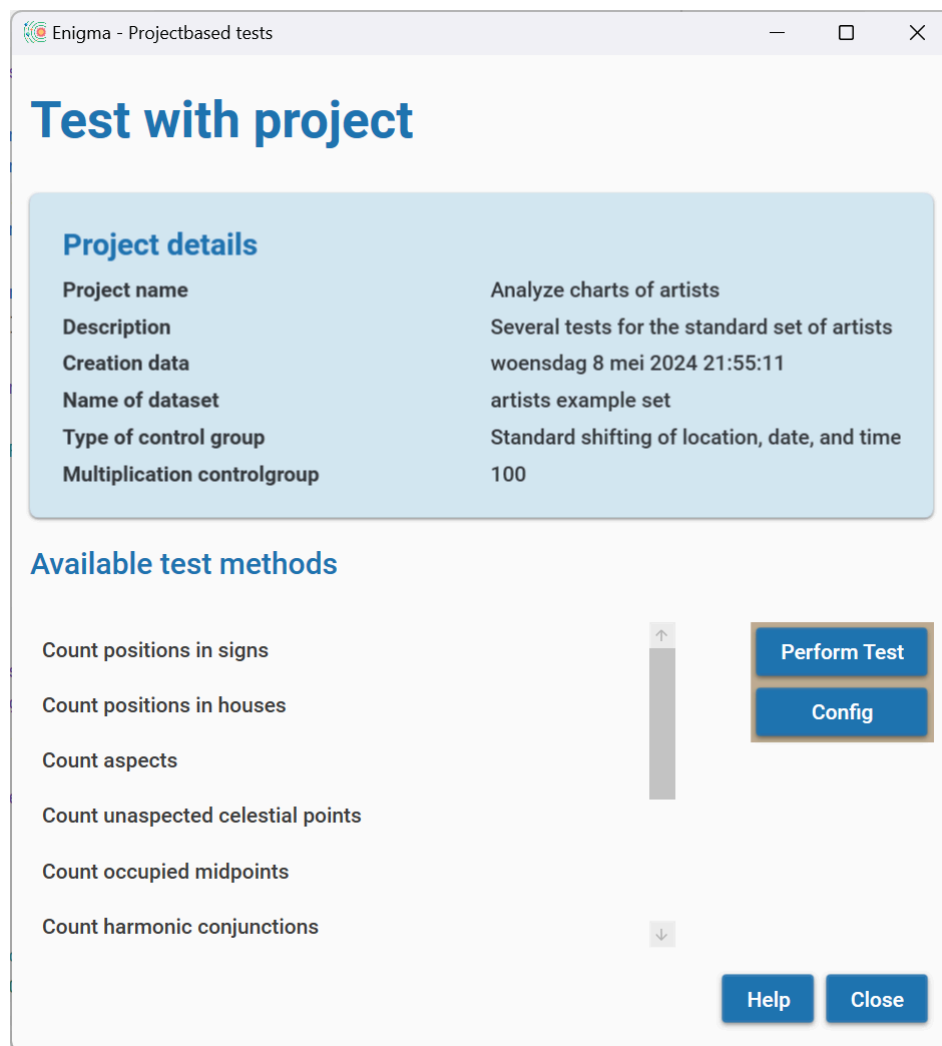 Enigma - Projectbased tests
Test with project
Project details
Project name Analyze charts of artists
Description Several tests for the standard set of artists
Creation data woensdag 8 mei 2024 21:55:11
Name of dataset artists example set
Type of control group Standard shifting of location, date, and time
Multiplication controlgroup 100
Available test methods
Count positions in signs
Perform Test
Count positions in houses
Config
Count aspects
Count unaspected celestial points
Count occupied midpoints
Count harmonic conjunctions
Help Close